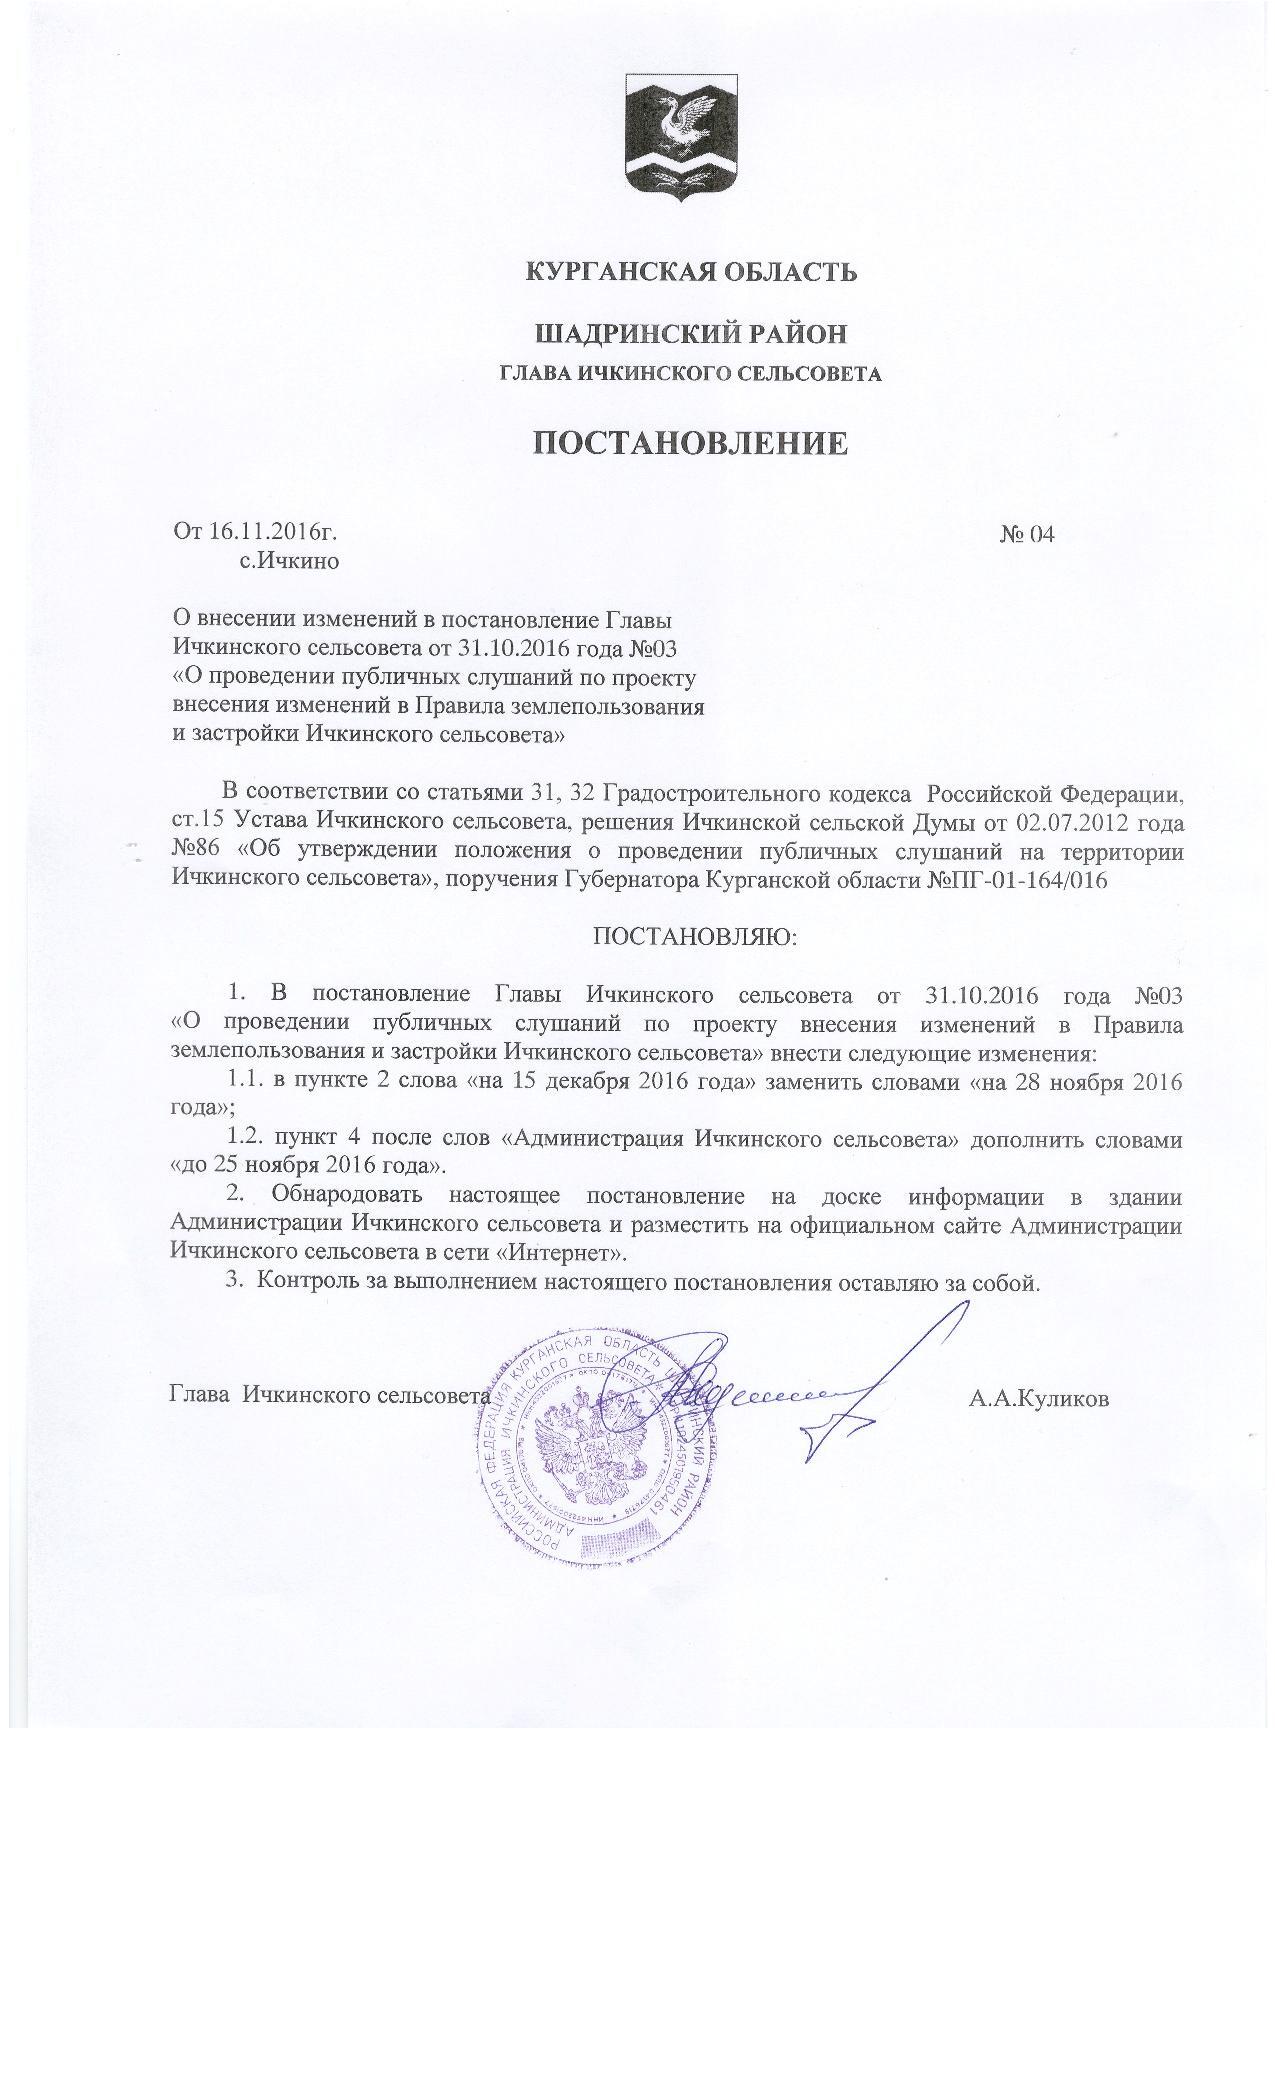 КУРГАНСКАЯ ОБЛАСТЬ
ШАДРИНСКИЙ РАЙОН
ГЛАВА ИЧКИНСКОГО СЕЛЬСОВЕТА
ПОСТАНОВЛЕНИЕ
От 16.11.2016г. № 04
с.Ичкино
О внесении изменений в постановление Главы
Ичкинского сельсовета от 31.10.2016 года №03
«О проведении публичных слушаний по проекту
внесения изменений в Правила землепользования
и застройки Ичкинского сельсовета»
В соответствии со статьями 31, 32 Градостроительного кодекса Российской Федерации,
ст.15 Устава Ичкинского сельсовета, решения Ичкинской сельской Думы от 02.07.2012 года
№86 «Об утверждении положения о проведении публичных слушаний на территории
Ичкинского сельсовета», поручения Губернатора Курганской области №ПГ-01-164/016
ПОСТАНОВЛЯЮ:
1. В постановление Главы Ичкинского сельсовета от 31.10.2016 года №03
«О проведении публичных слушаний по проекту внесения изменений в Правила
землепользования и застройки Ичкинского сельсовета» внести следующие изменения:
1.1. в пункте 2 слова «на 15 декабря 2016 года» заменить словами «на 28 ноября 2016
года»;
1.2. пункт 4 после слов «Администрация Ичкинского сельсовета» дополнить словами
«до 25 ноября 2016 года».
2. Обнародовать настоящее постановление на доске информации в здании
Администрации Ичкинского сельсовета и разместить на официальном сайте Администрации
Ичкинского сельсовета в сети «Интернет».
3. Контроль за выполнением настоящего постановления оставляю за собой.
Глава Ичкинского сельсовета А.А.Куликов
РОССИЙСКАЯ ФЕДЕРАЦИЯ КУРГАНСКАЯ ОБЛАСТЬ РАЙОН
АДМИНИСТРАЦИЯ ИЧКИНСКОГО СЕЛЬСОВЕТА